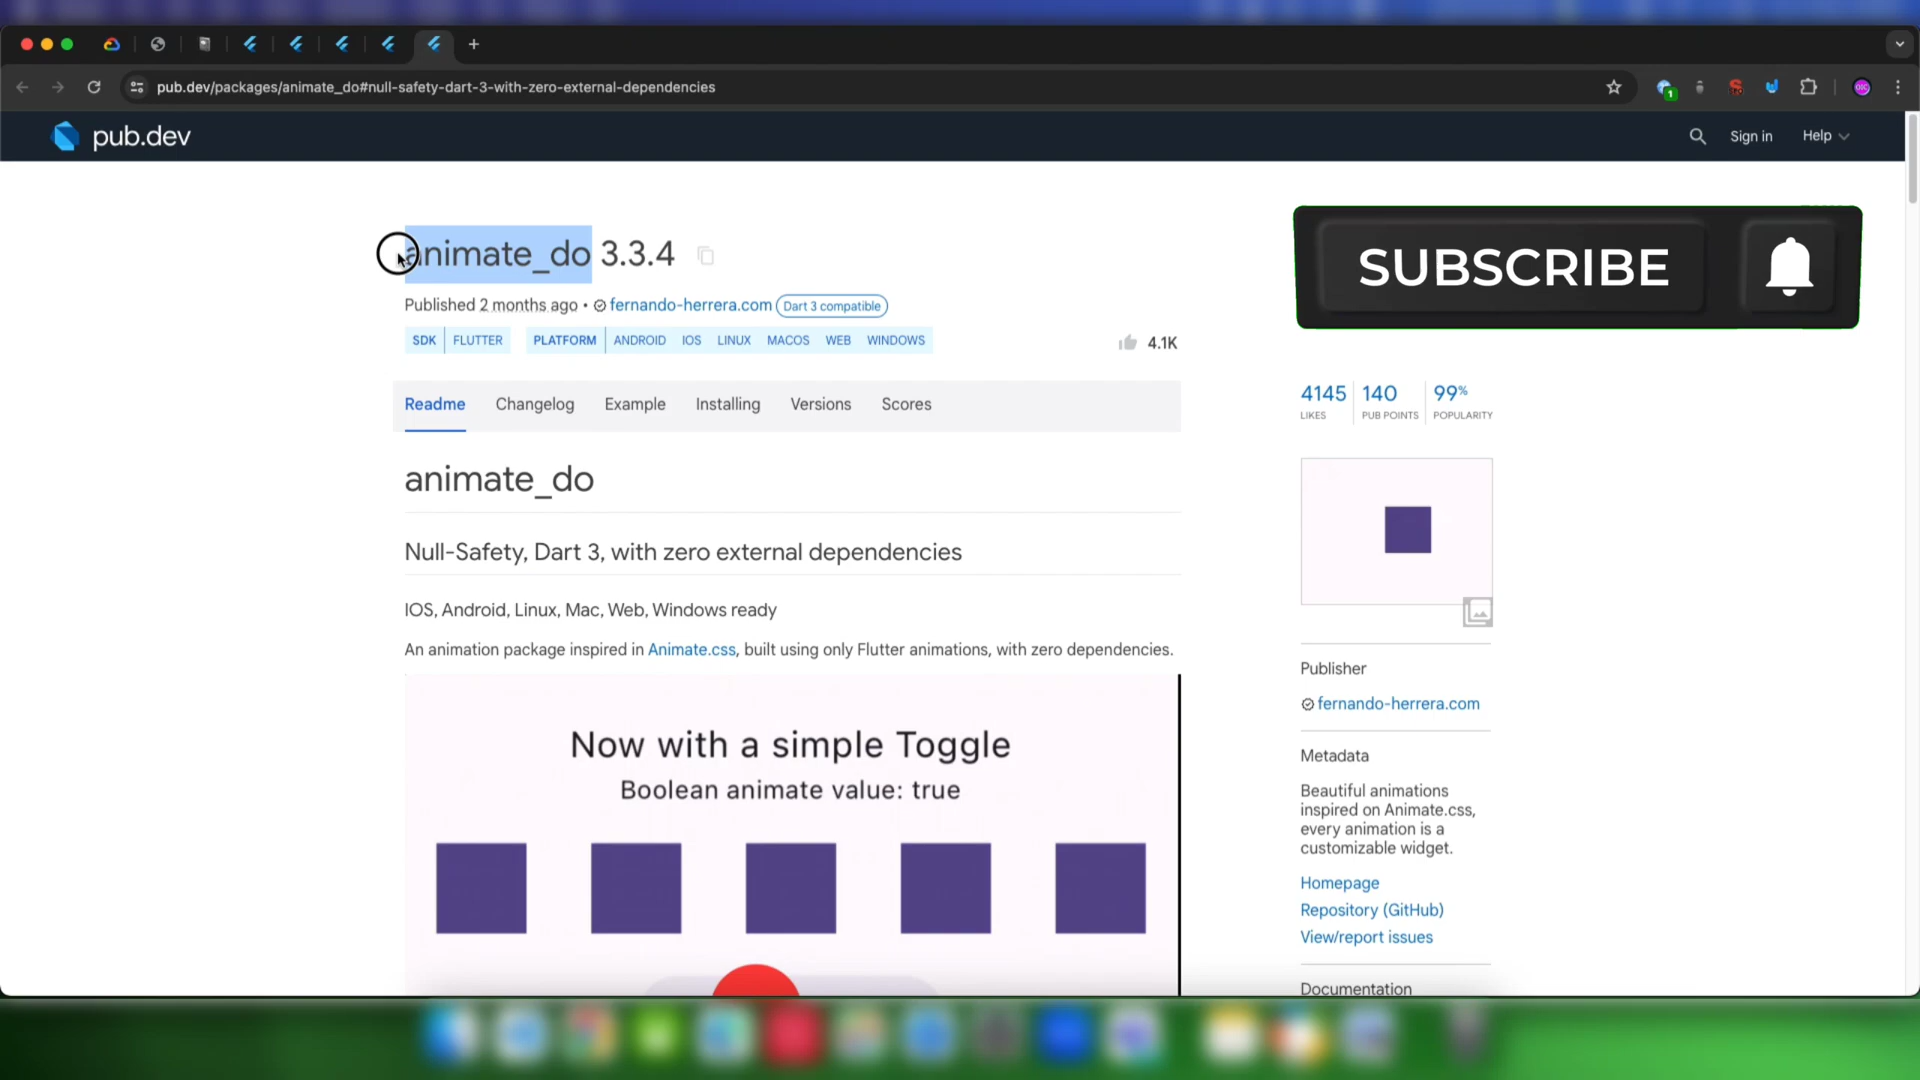 pub.dev/packages/animate_do#null-safety-dart-3-with-zero-external-dependencies
1
pub.dev
Sign in
Help
animate_do 3.3.4
SUBSCRIBE
Published 2 months ago • fernando-herrera.com Dart 3 compatible
SDK FLUTTER PLATFORM ANDROID IOS LINUX MACOS WEB WINDOWS
4.1K
Readme Changelog Example Installing Versions Scores
4145 LIKES
140 PUB POINTS
99% POPULARITY
animate_do
Null-Safety, Dart 3, with zero external dependencies
IOS, Android, Linux, Mac, Web, Windows ready
An animation package inspired in Animate.css, built using only Flutter animations, with zero dependencies.
Now with a simple Toggle
Boolean animate value: true
Publisher
fernando-herrera.com
Metadata
Beautiful animations
inspired on Animate.css,
every animation is a
customizable widget.
Homepage
Repository (GitHub)
View/report issues
Documentation